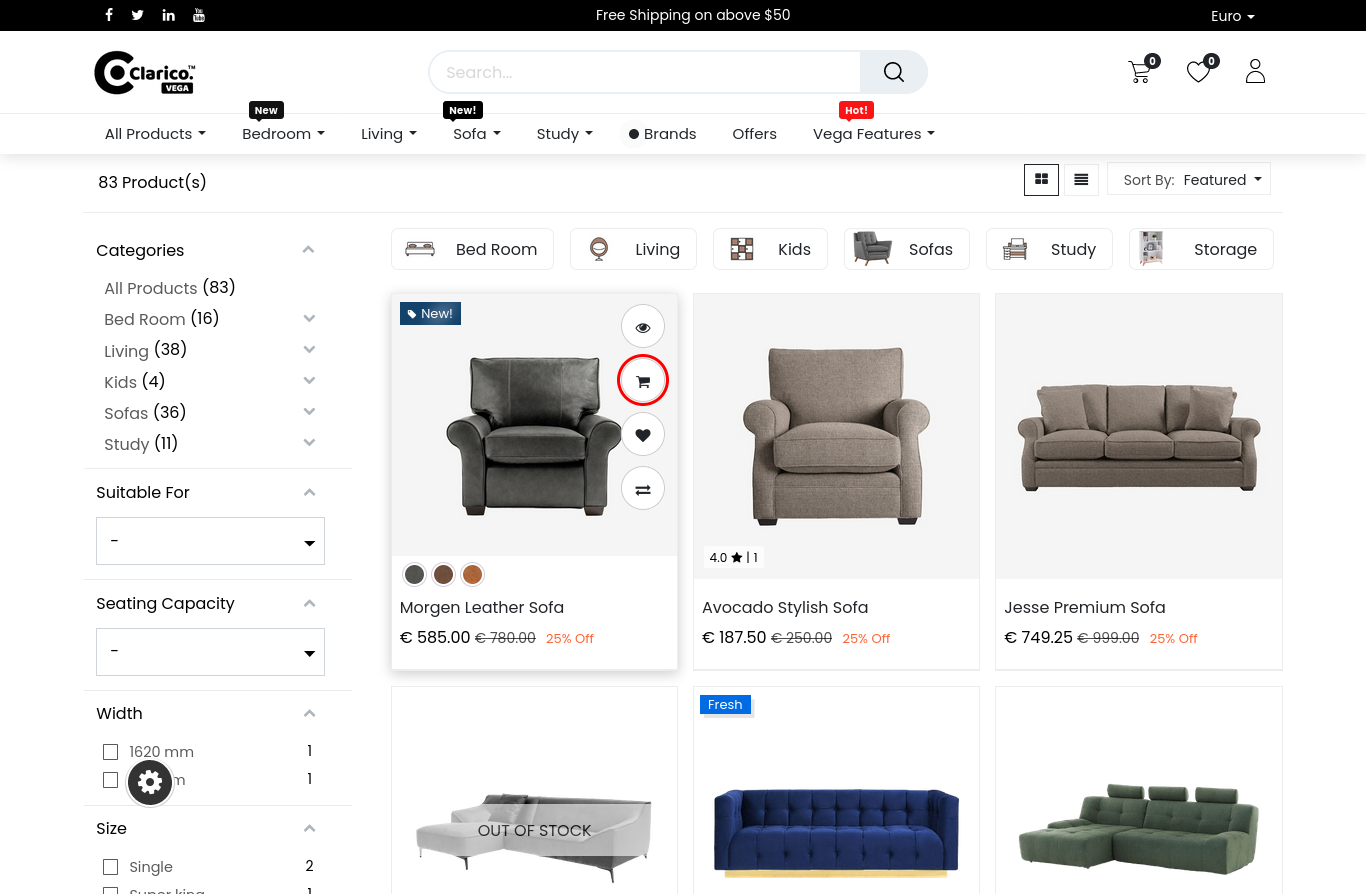 Free Shipping on above $50
Euro
Clarico.™
VEGA
Search...
0
0
New
New!
Hot!
All Products
Bedroom
Living
Sofa
Study
Brands
Offers
Vega Features
83 Product(s)
Sort By: Featured
Categories
All Products (83)
Bed Room (16)
Living (38)
Kids (4)
Sofas (36)
Study (11)
Suitable For
-
Seating Capacity
-
Width
1620 mm 1
m 1
Size
Single 2
Super king 1
Bed Room
Living
Kids
Sofas
Study
Storage
New!
Morgen Leather Sofa
€ 585.00 € 780.00 25% Off
4.0 | 1
Avocado Stylish Sofa
€ 187.50 € 250.00 25% Off
Jesse Premium Sofa
€ 749.25 € 999.00 25% Off
OUT OF STOCK
Fresh